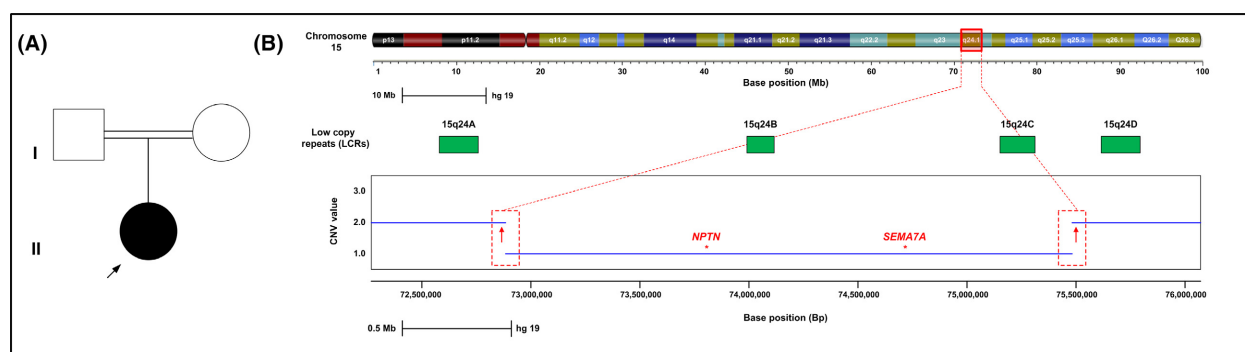 (A)
(B)
Chromosome
15
p13 p11.2 q11.2 q12 q14 q21.1 q21.2 q21.3 q22.2 q23 q24.1 q25.1 q25.2 q25.3 q26.1 Q26.2 Q26.3
1 10 20 30 40 50 60 70 80 90 100
Base position (Mb)
10 Mb hg 19
Low copy
repeats (LCRs)
15q24A 15q24B 15q24C 15q24D
I
II
CNV value
3.0
2.0
1.0
NPTN SEMA7A
* *
72,500,000 73,000,000 73,500,000 74,000,000 74,500,000 75,000,000 75,500,000 76,000,000
Base position (Bp)
0.5 Mb hg 19